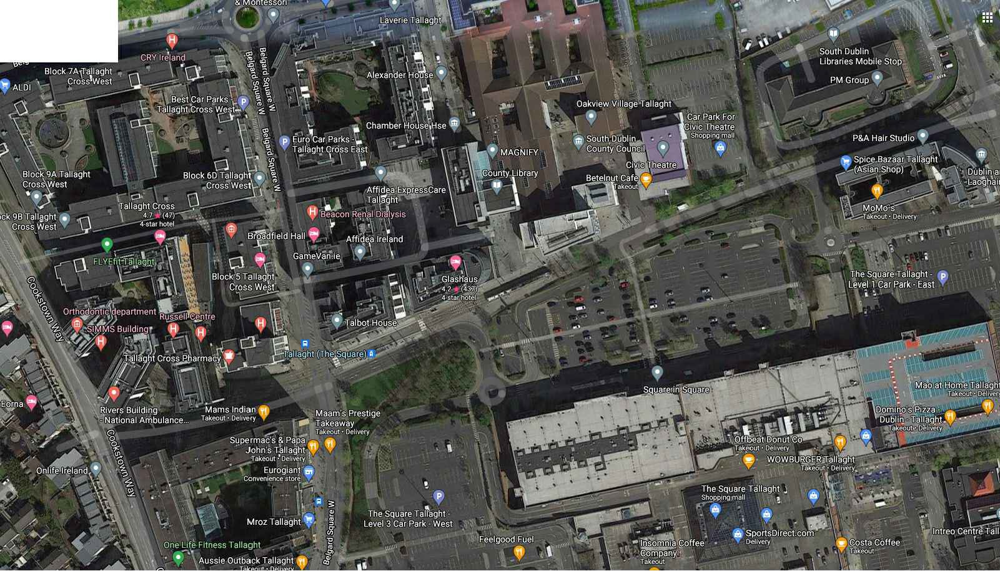 & Montessori
Laverie Tallaght
CRY Ireland
Block 7A Tallaght
Cross West
ALDI
Belgard Square W
Belgard Square W
Alexander House
South Dublin
Libraries Mobile Stop
PM Group
Best Car Parks -
Tallaght Cross West
Oakview Village Tallaght
Car Park For
Civic Theatre
Shopping mall
Chamber House Hse
Euro Car Parks -
Tallaght Cross East
Belgard Square W
South Dublin
County Council
P&A Hair Studio
MAGNIFY
Civic Theatre
Spice Bazaar Tallaght
(Asian Shop)
Block 9A Tallaght
Cross West
Block 6D Tallaght
Cross West
County Library
Betelnut Cafe
Takeout
Dublin
Laoghai
Affidea ExpressCare
Tallaght
Tallaght Cross
4.7 ★ (47)
4-star hotel
ock 9B Tallaght
Cross West
Beacon Renal Dialysis
MoMo's
Takeout • Delivery
Broadfield Hall
Affidea Ireland
FLYEfit Tallaght
GameVan.ie
Block 5 Tallaght
Cross West
Glashaus
4.2 ★ (437)
4-star hotel
The Square Tallaght -
Level 1 Car Park - East
Cookstown Way
Orthodontic department
Russell Centre
SIMMS Building
Talbot House
Tallaght Cross Pharmacy
Tallaght (The Square)
Square in Square
Mao at Home Tallaght
Takeout • Delivery
Eorna
Rivers Building
- National Ambulance...
Mams Indian
Takeout • Delivery
Maam's Prestige
Takeaway
Takeout • Delivery
Domino's Pizza -
Dublin - Tallaght
Takeout • Delivery
Cookstown Way
Supermac's & Papa
John's Tallaght
Takeout • Delivery
Offbeat Donut Co
Takeout • Delivery
WOWBURGER Tallaght
Takeout • Delivery
Onlife Ireland
Eurogiant
Convenience store
The Square Tallaght
Shopping mall
Mroz Tallaght
Belgard Square W
The Square Tallaght -
Level 3 Car Park - West
SportsDirect.com
Delivery
Intreo Centre Tall
One Life Fitness Tallaght
Feelgood Fuel
Insomnia Coffee
Company
Takeout
Costa Coffee
Takeout
Aussie Outback Tallaght
Takeout • Delivery